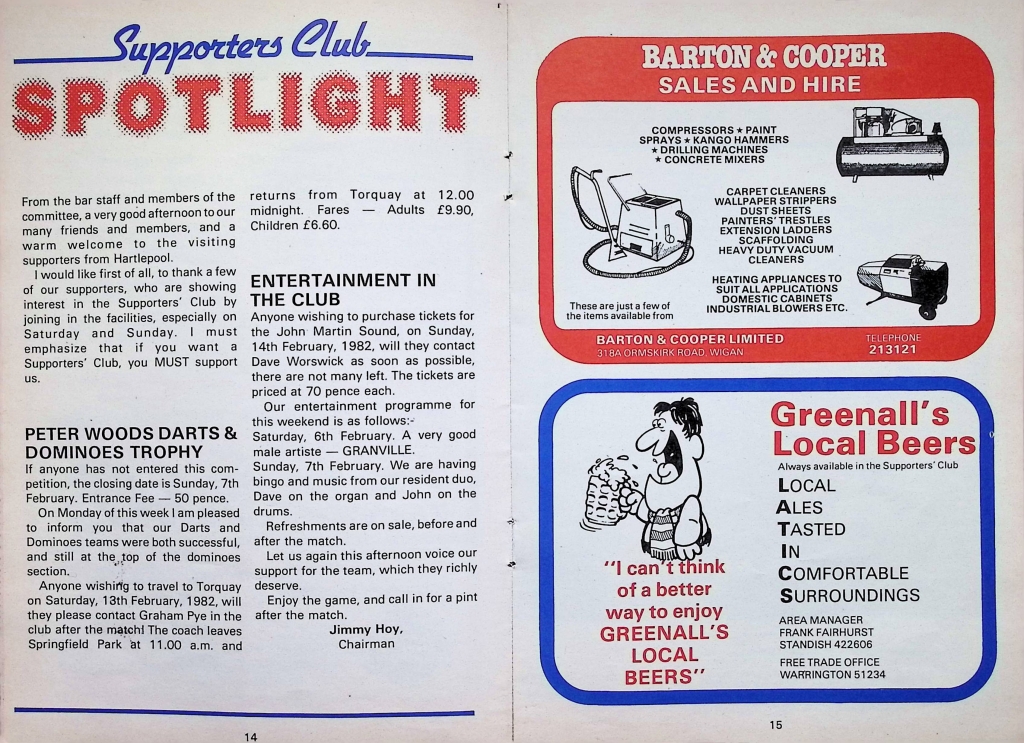 Supporters Club
SPOTLIGHT
From the bar staff and members of the
committee, a very good afternoon to our
many friends and members, and a
warm welcome to the visiting
supporters from Hartlepool.
I would like first of all, to thank a few
of our supporters, who are showing
interest in the Supporters' Club by
joining in the facilities, especially on
Saturday and Sunday. I must
emphasize that if you want a
Supporters' Club, you MUST support
us.
PETER WOODS DARTS &
DOMINOES TROPHY
If anyone has not entered this com-
petition, the closing date is Sunday, 7th
February. Entrance Fee — 50 pence.
On Monday of this week I am pleased
to inform you that our Darts and
Dominoes teams were both successful,
and still at the top of the dominoes
section.
Anyone wishing to travel to Torquay
on Saturday, 13th February, 1982, will
they please contact Graham Pye in the
club after the match! The coach leaves
Springfield Park at 11.00 a.m. and
returns from Torquay at 12.00
midnight. Fares — Adults £9.90,
Children £6.60.
ENTERTAINMENT IN
THE CLUB
Anyone wishing to purchase tickets for
the John Martin Sound, on Sunday,
14th February, 1982, will they contact
Dave Worswick as soon as possible,
there are not many left. The tickets are
priced at 70 pence each.
Our entertainment programme for
this weekend is as follows:-
Saturday, 6th February. A very good
male artiste — GRANVILLE.
Sunday, 7th February. We are having
bingo and music from our resident duo,
Dave on the organ and John on the
drums.
Refreshments are on sale, before and
after the match.
Let us again this afternoon voice our
support for the team, which they richly
deserve.
Enjoy the game, and call in for a pint
after the match.
Jimmy Hoy,
Chairman
14
BARTON & COOPER
SALES AND HIRE
COMPRESSORS ★ PAINT
SPRAYS ★ KANGO HAMMERS
★ DRILLING MACHINES
★ CONCRETE MIXERS
CARPET CLEANERS
WALLPAPER STRIPPERS
DUST SHEETS
PAINTERS' TRESTLES
EXTENSION LADDERS
SCAFFOLDING
HEAVY DUTY VACUUM
CLEANERS
HEATING APPLIANCES TO
SUIT ALL APPLICATIONS
DOMESTIC CABINETS
INDUSTRIAL BLOWERS ETC.
These are just a few of
the items available from
BARTON & COOPER LIMITED
318A ORMSKIRK ROAD, WIGAN
TELEPHONE
213121
Greenall's
Local Beers
Always available in the Supporters' Club
LOCAL
ALES
TASTED
IN
COMFORTABLE
SURROUNDINGS
"I can't think
of a better
way to enjoy
GREENALL'S
LOCAL
BEERS"
AREA MANAGER
FRANK FAIRHURST
STANDISH 422606
FREE TRADE OFFICE
WARRINGTON 51234
15